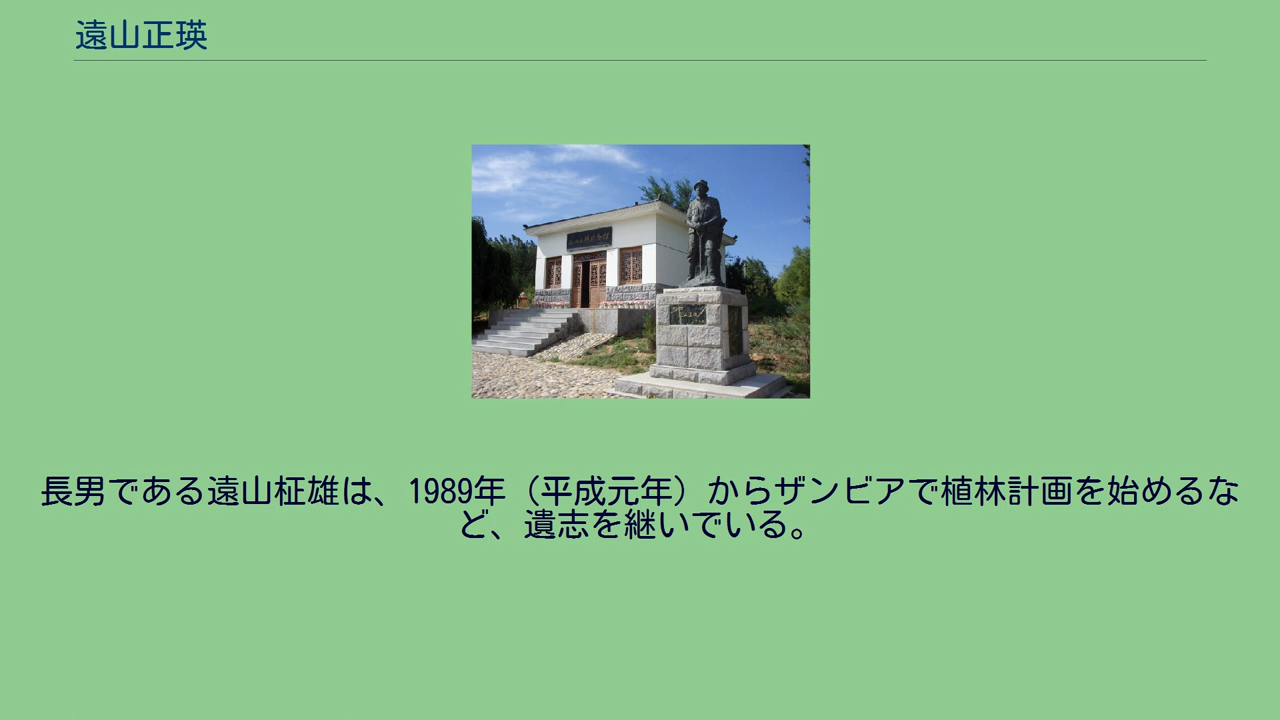 遠山正瑛
長男である遠山柾雄は、1989年（平成元年）からザンビアで植林計画を始めるな
ど、遺志を継いでいる。